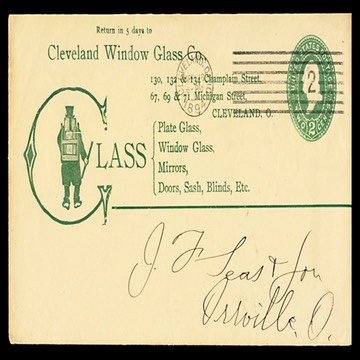 Return in 5 days to
Cleveland Window Glass Co.
130, 132 & 134 Champlain Street,
67, 69 & 71 Michigan Street,
CLEVELAND, O.
GLASS
Plate Glass,
Window Glass,
Mirrors,
Doors, Sash, Blinds, Etc.
2
J. F. Seas & Son
Orrville, O.